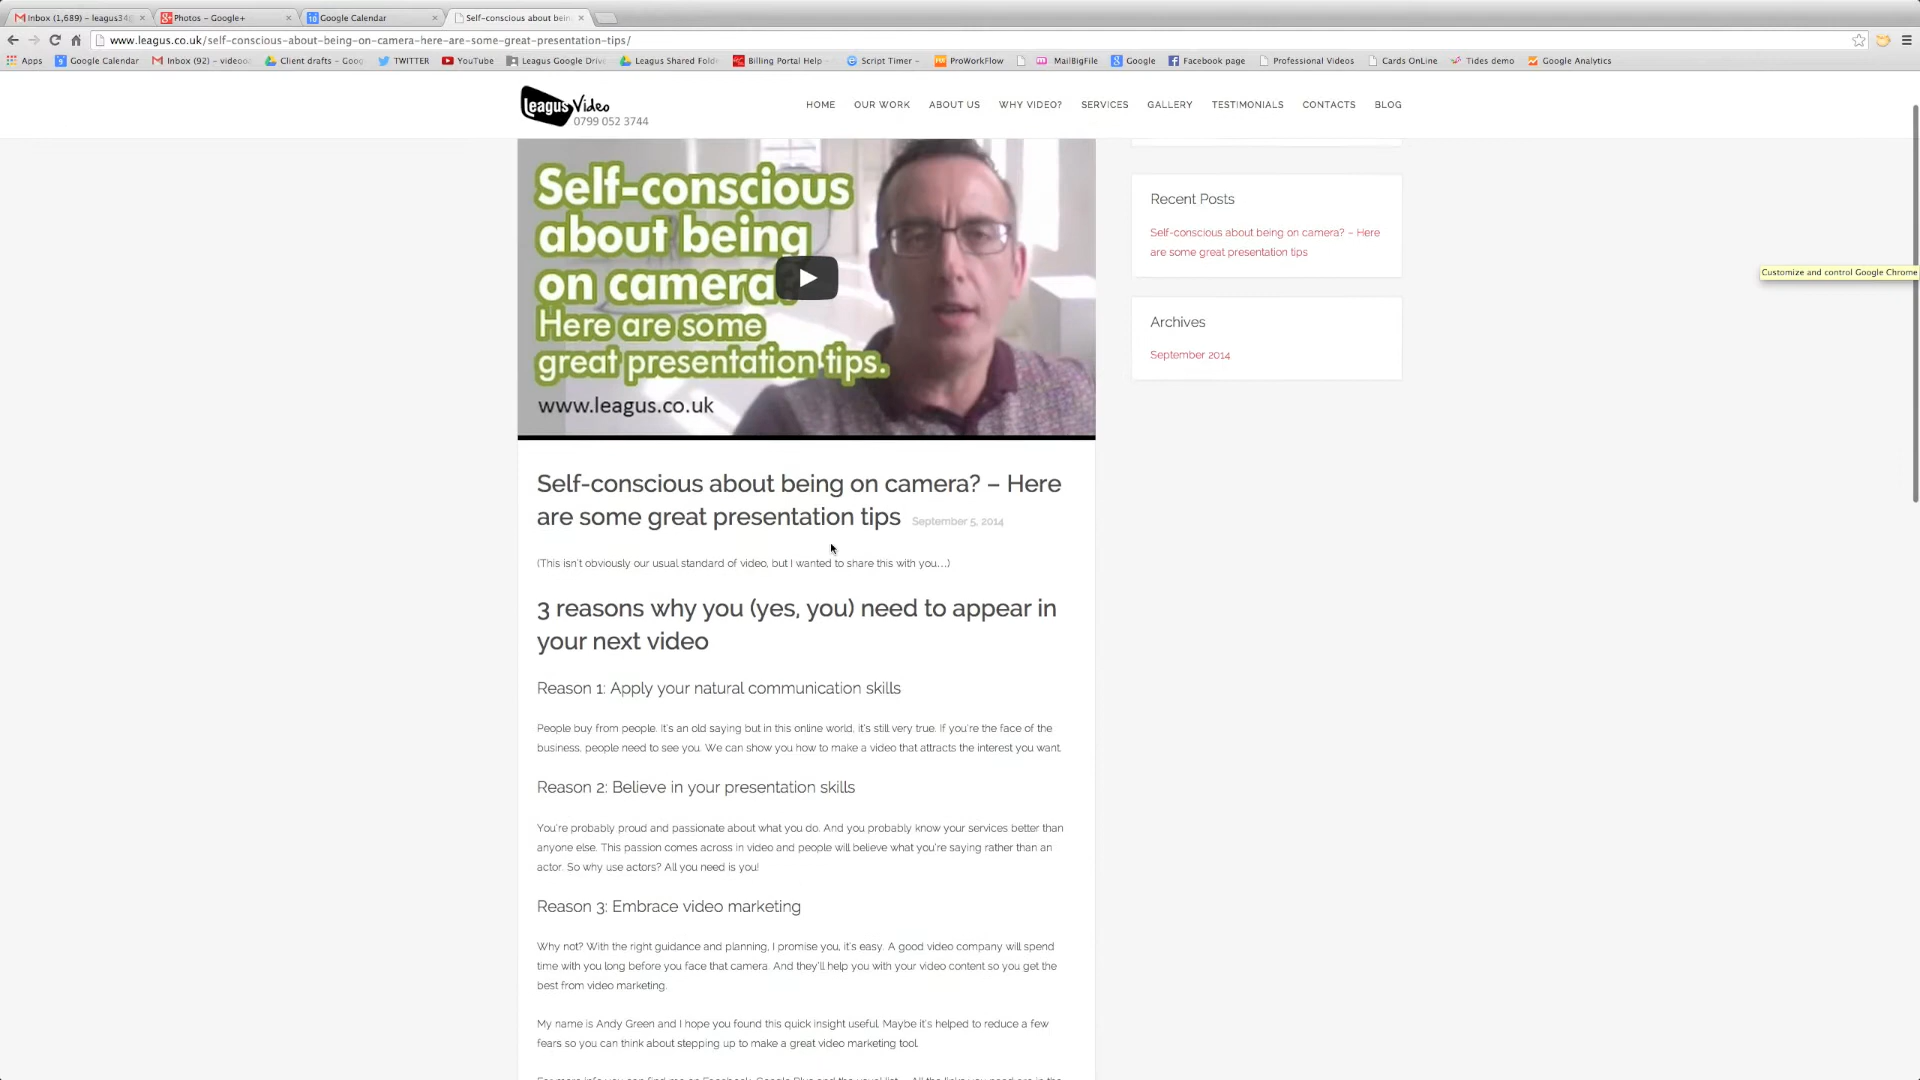 Inbox (1,689) – leagus34@
Photos – Google+
Google Calendar
Self-conscious about bein
www.leagus.co.uk/self-conscious-about-being-on-camera-here-are-some-great-presentation-tips/
Apps
Google Calendar
Inbox (92) – videoo
Client drafts – Goog
TWITTER
YouTube
Leagus Google Driv
Leagus Shared Fold
Billing Portal Help –
Script Timer –
ProWorkFlow
MailBigFile
Google
Facebook page
Professional Videos
Cards OnLine
Tides demo
Google Analytics
Leagus Video
0799 052 3744
HOME
OUR WORK
ABOUT US
WHY VIDEO?
SERVICES
GALLERY
TESTIMONIALS
CONTACTS
BLOG
Self-conscious
about being
on camera
Here are some
great presentation tips.
www.leagus.co.uk
Recent Posts
Self-conscious about being on camera? – Here
are some great presentation tips
Archives
September 2014
Customize and control Google Chrome
Self-conscious about being on camera? – Here
are some great presentation tips September 5, 2014
(This isn't obviously our usual standard of video, but I wanted to share this with you…)
3 reasons why you (yes, you) need to appear in
your next video
Reason 1: Apply your natural communication skills
People buy from people. It's an old saying but in this online world, it's still very true. If you're the face of the
business, people need to see you. We can show you how to make a video that attracts the interest you want.
Reason 2: Believe in your presentation skills
You're probably proud and passionate about what you do. And you probably know your services better than
anyone else. This passion comes across in video and people will believe what you're saying rather than an
actor. So why use actors? All you need is you!
Reason 3: Embrace video marketing
Why not? With the right guidance and planning, I promise you, it's easy. A good video company will spend
time with you long before you face that camera. And they'll help you with your video content so you get the
best from video marketing.
My name is Andy Green and I hope you found this quick insight useful. Maybe it's helped to reduce a few
fears so you can think about stepping up to make a great video marketing tool.